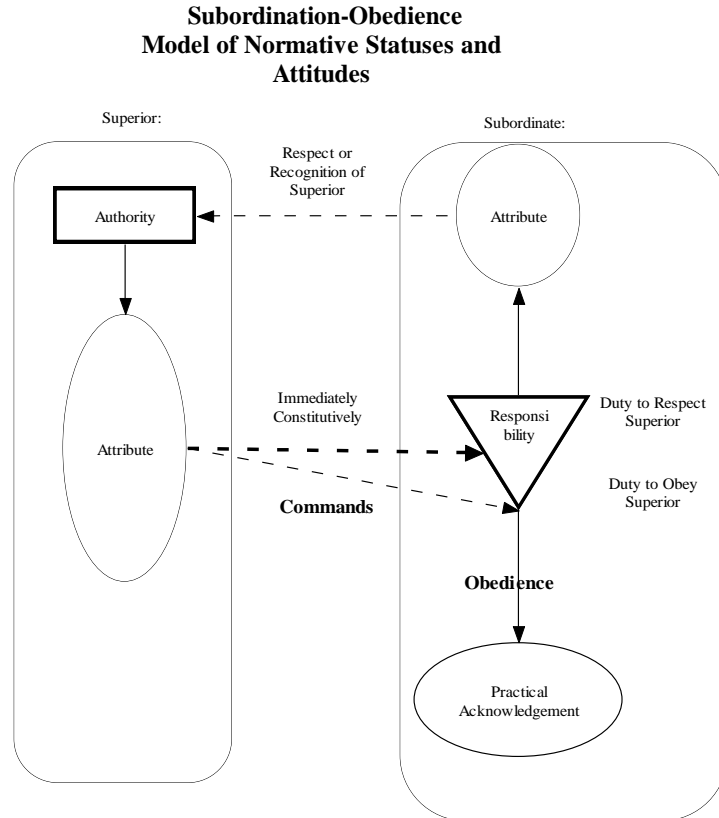 Subordination-Obedience
Model of Normative Statuses and
Attitudes
Superior:
Subordinate:
Respect or
Recognition of
Superior
Authority
Attribute
Immediately
Constitutively
Responsi
bility
Duty to Respect
Superior
Attribute
Duty to Obey
Superior
Commands
Obedience
Practical
Acknowledgement